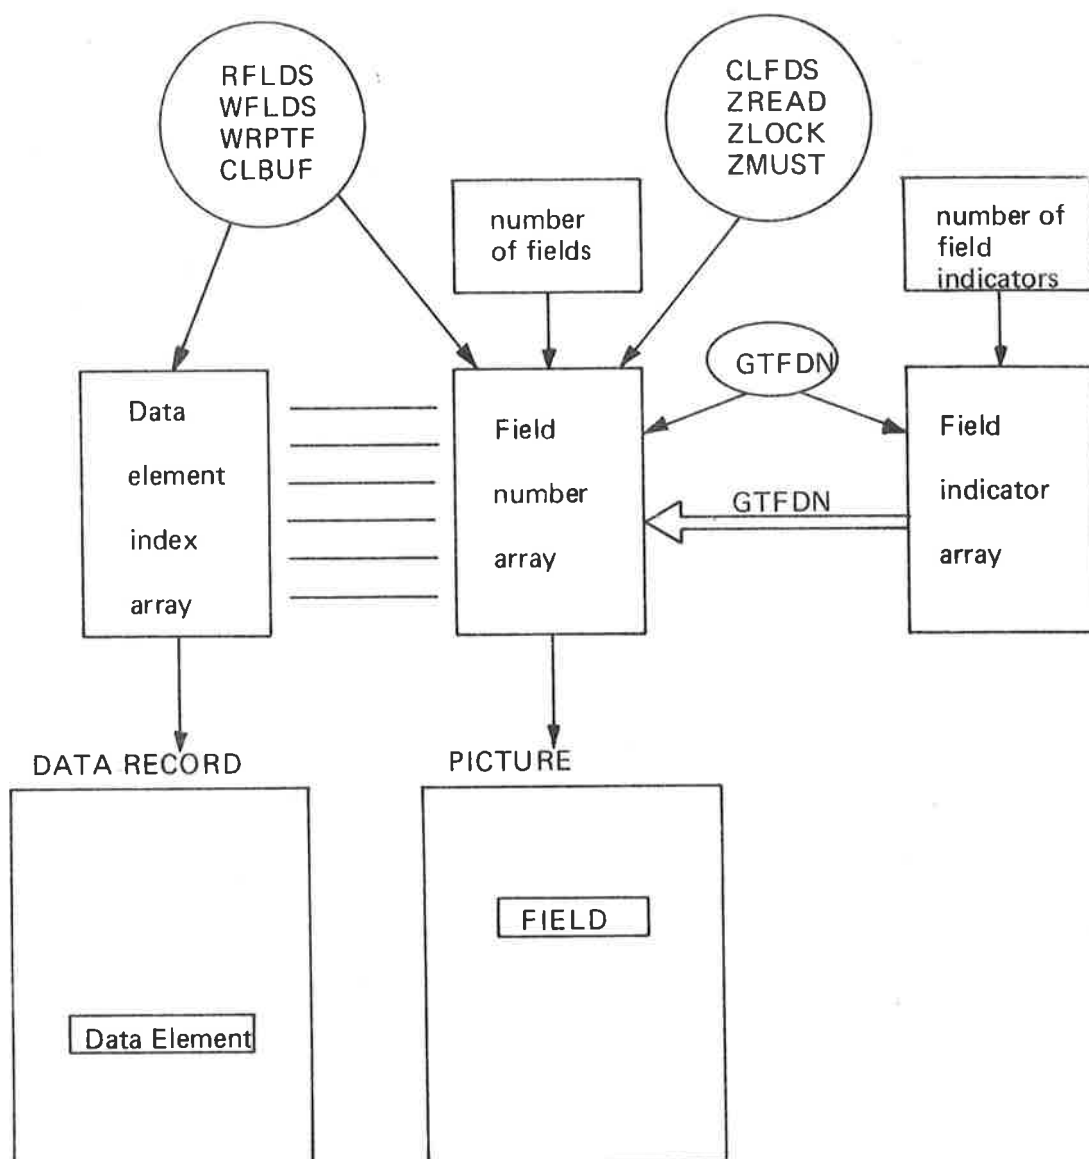 RFLDS
WFLDS
WRPTF
CLBUF
CLFDS
ZREAD
ZLOCK
ZMUST
number
of fields
number of
field
indicators
GTFDN
Data
element
index
array
Field
number
array
GTFDN
Field
indicator
array
DATA RECORD
PICTURE
FIELD
Data Element